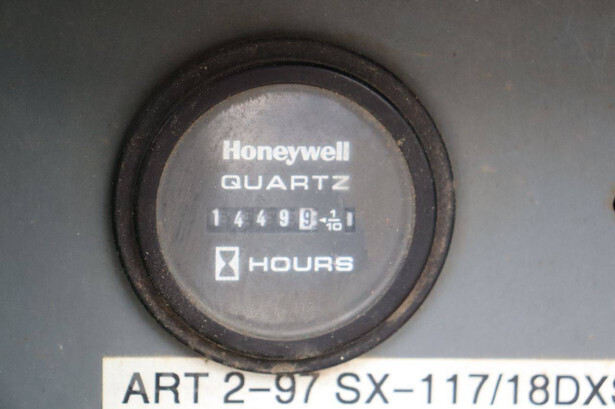 Honeywell
QUARTZ
14499 ◄1/10
HOURS
ART 2-97 SX-117/18DX